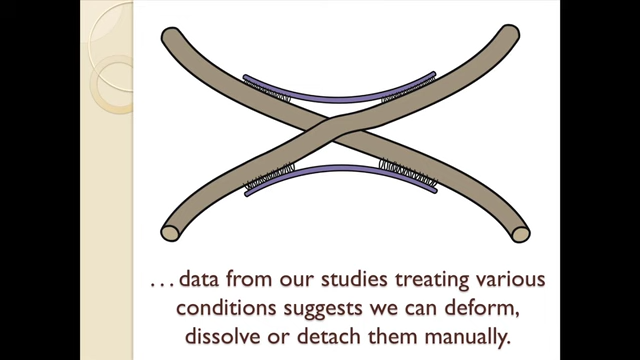 ... data from our studies treating various
conditions suggests we can deform,
dissolve or detach them manually.